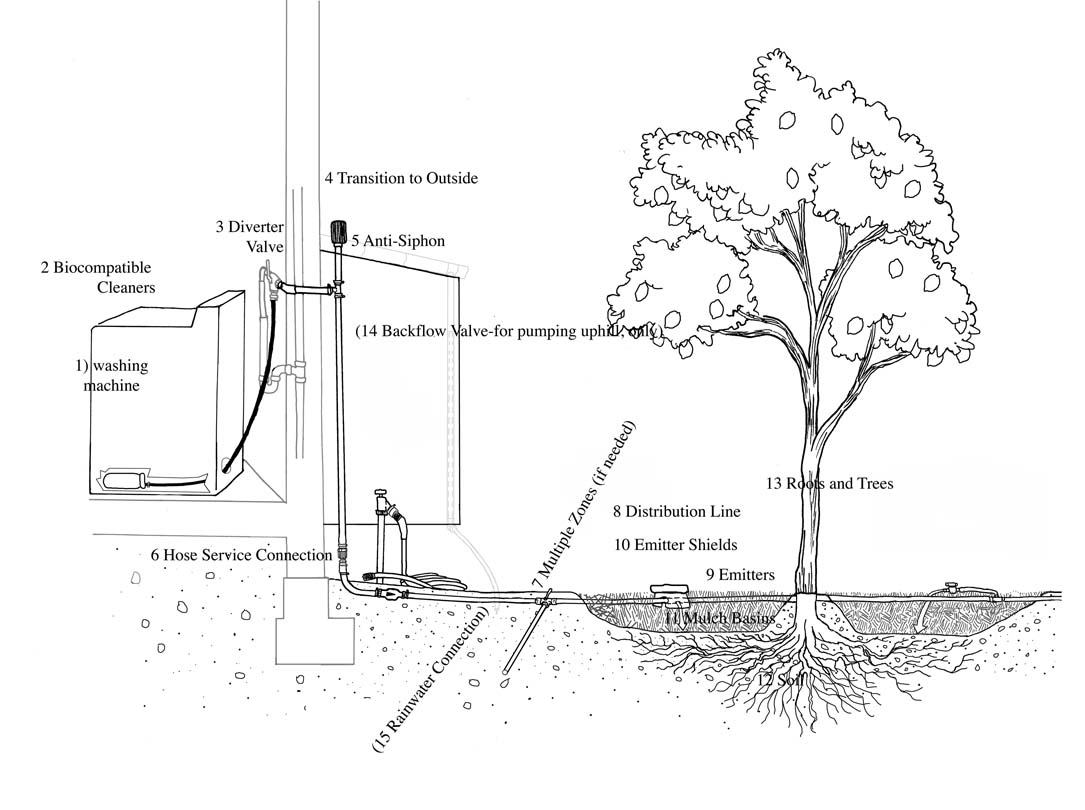 4 Transition to Outside
3 Diverter
Valve
5 Anti-Siphon
2 Biocompatible
Cleaners
(14 Backflow Valve-for pumping uphill, only)
1) washing
machine
13 Roots and Trees
8 Distribution Line
7 Multiple Zones (if needed)
10 Emitter Shields
6 Hose Service Connection
9 Emitters
11 Mulch Basins
(15 Rainwater Connection)
12 Soil